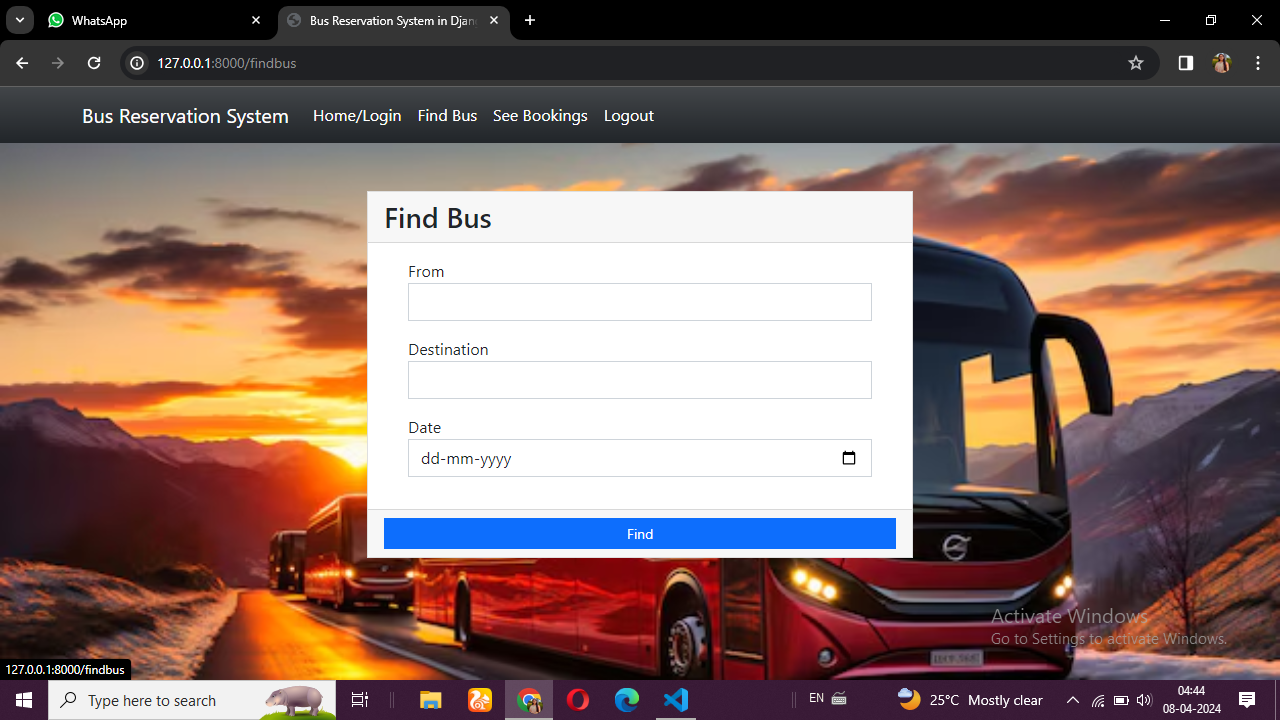 WhatsApp
Bus Reservation System in Djan
127.0.0.1:8000/findbus
Bus Reservation System Home/Login Find Bus See Bookings Logout
Find Bus
From
Destination
Date
dd-mm-yyyy
Find
Activate Windows
Go to Settings to activate Windows.
127.0.0.1:8000/findbus
Type here to search
EN
25°C Mostly clear
04:44
08-04-2024